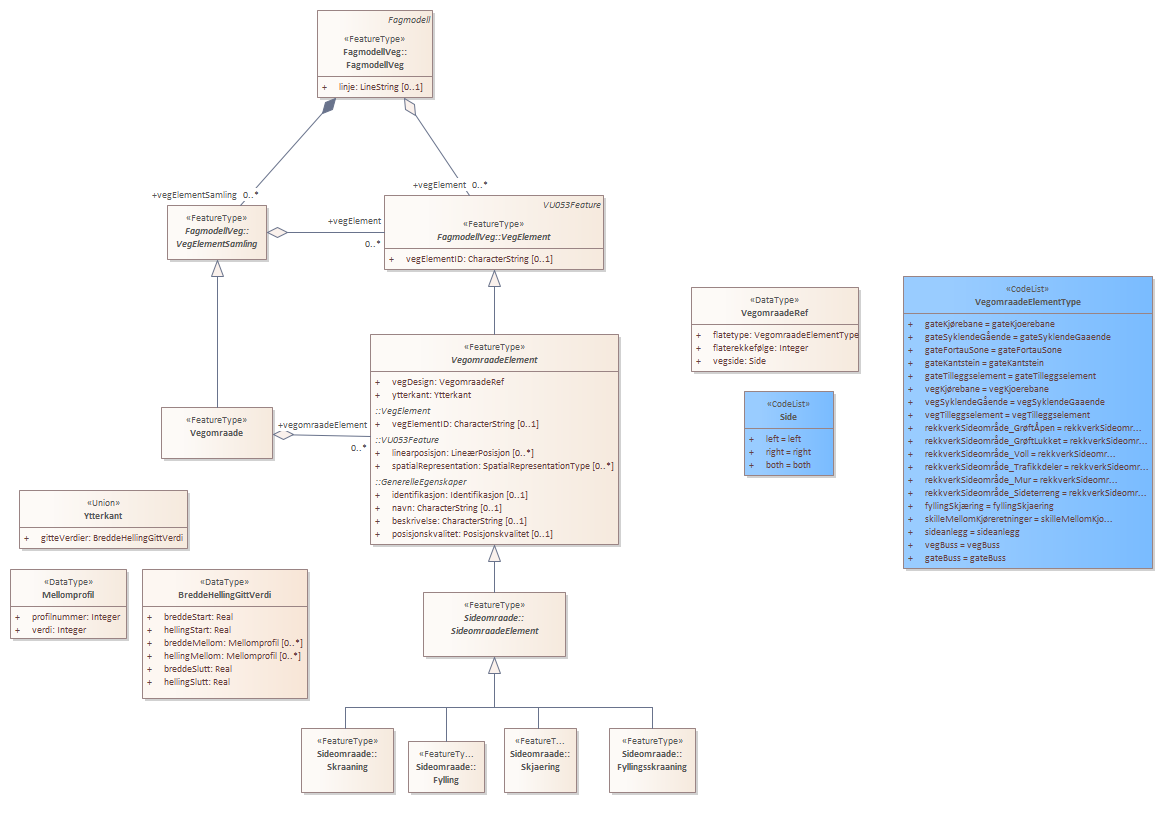 Fagmodell
«FeatureType»
FagmodellVeg::
FagmodellVeg
+ linje: LineString [0..1]
+vegElementSamling 0..*
+vegElement 0..*
«FeatureType»
FagmodellVeg::
VegElementSamling
+vegElement
0..*
VU053Feature
«FeatureType»
FagmodellVeg::VegElement
+ vegElementID: CharacterString [0..1]
«FeatureType»
VegomraadeElement
+ vegDesign: VegomraadeRef
+ ytterkant: Ytterkant
::VegElement
+ vegElementID: CharacterString [0..1]
::VU053Feature
+ linearposisjon: LineærPosisjon [0..*]
+ spatialRepresentation: SpatialRepresentationType [0..*]
::GenerelleEgenskaper
+ identifikasjon: Identifikasjon [0..1]
+ navn: CharacterString [0..1]
+ beskrivelse: CharacterString [0..1]
+ posisjonskvalitet: Posisjonskvalitet [0..1]
«FeatureType»
Vegomraade
+vegomraadeElement
0..*
«DataType»
VegomraadeRef
+ flatetype: VegomraadeElementType
+ flaterekkefølge: Integer
+ vegside: Side
«CodeList»
Side
+ left = left
+ right = right
+ both = both
«CodeList»
VegomraadeElementType
+ gateKjørebane = gateKjoerebane
+ gateSyklendeGående = gateSyklendeGaaende
+ gateFortauSone = gateFortauSone
+ gateKantstein = gateKantstein
+ gateTilleggselement = gateTilleggselement
+ vegKjørebane = vegKjoerebane
+ vegSyklendeGående = vegSyklendeGaaende
+ vegTilleggselement = vegTilleggselement
+ rekkverkSideområde_GrøftÅpen = rekkverkSideomr...
+ rekkverkSideområde_GrøftLukket = rekkverkSideomr...
+ rekkverkSideområde_Voll = rekkverkSideomr...
+ rekkverkSideområde_Trafikkdeler = rekkverkSideomr...
+ rekkverkSideområde_Mur = rekkverkSideomr...
+ rekkverkSideområde_Sideterreng = rekkverkSideomr...
+ fyllingSkjæring = fyllingSkjaering
+ skilleMellomKjøreretninger = skilleMellomKjo...
+ sideanlegg = sideanlegg
+ vegBuss = vegBuss
+ gateBuss = gateBuss
«Union»
Ytterkant
+ gitteVerdier: BreddeHellingGittVerdi
«DataType»
Mellomprofil
+ profilnummer: Integer
+ verdi: Integer
«DataType»
BreddeHellingGittVerdi
+ breddeStart: Real
+ hellingStart: Real
+ breddeMellom: Mellomprofil [0..*]
+ hellingMellom: Mellomprofil [0..*]
+ breddeSlutt: Real
+ hellingSlutt: Real
«FeatureType»
Sideomraade::
SideomraadeElement
«FeatureType»
Sideomraade::
Skraaning
«FeatureTy...
Sideomraade::
Fylling
«FeatureT...
Sideomraade::
Skjaering
«FeatureType»
Sideomraade::
Fyllingsskraaning